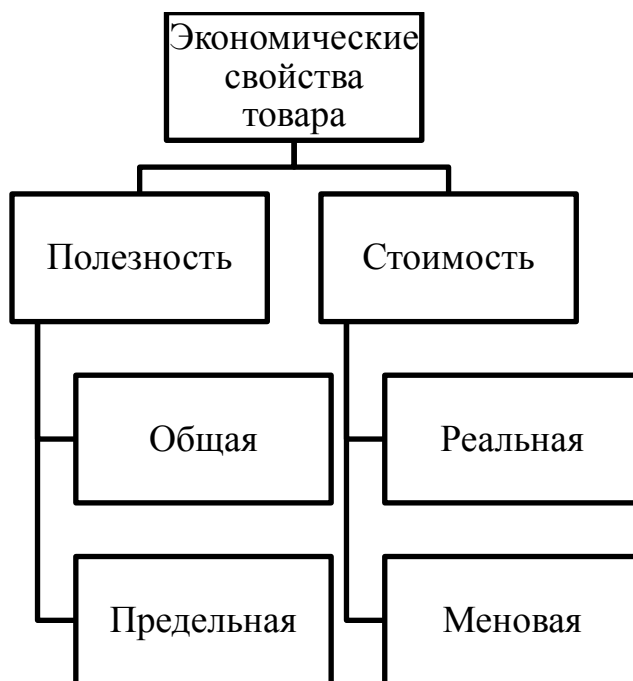 Экономические
свойства
товара
Полезность
Стоимость
Общая
Реальная
Предельная
Меновая